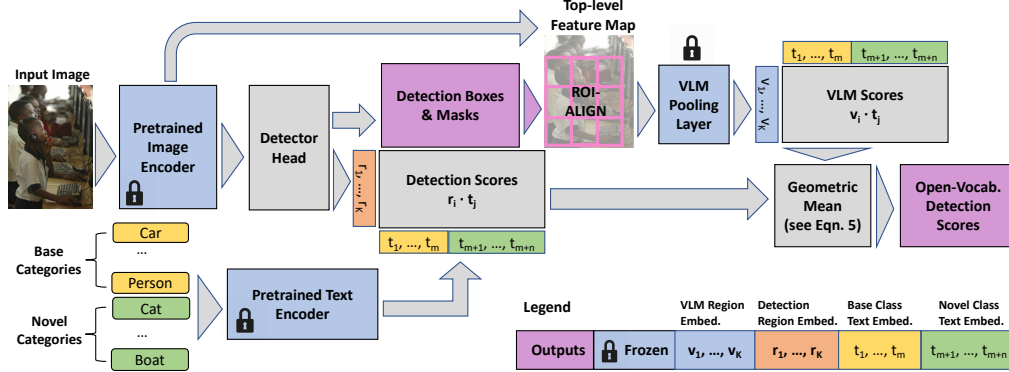 Top-level
Feature Map
Input Image
Pretrained
Image
Encoder
Detector
Head
Detection Boxes
& Masks
ROI-
ALIGN
VLM
Pooling
Layer
v1, ..., vK
t1, ..., tm
tm+1, ..., tm+n
VLM Scores
vi · tj
r1, ..., rK
Detection Scores
ri · tj
t1, ..., tm
tm+1, ..., tm+n
Geometric
Mean
(see Eqn. 5)
Open-Vocab.
Detection
Scores
Base
Categories
Car
...
Person
Novel
Categories
Cat
...
Boat
Pretrained Text
Encoder
Legend
VLM Region
Embed.
Detection
Region Embed.
Base Class
Text Embed.
Novel Class
Text Embed.
Outputs
Frozen
v1, ..., vK
r1, ..., rK
t1, ..., tm
tm+1, ..., tm+n